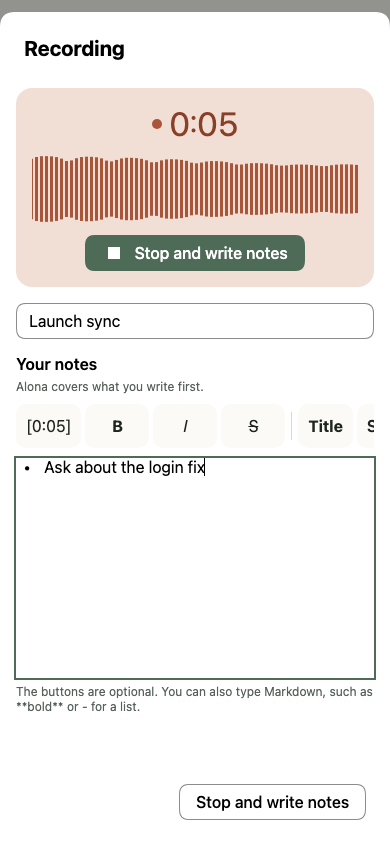 Recording
0:05
Stop and write notes
Launch sync
Your notes
Alona covers what you write first.
[0:05] B I S Title S
• Ask about the login fix
The buttons are optional. You can also type Markdown, such as
**bold** or - for a list.
Stop and write notes